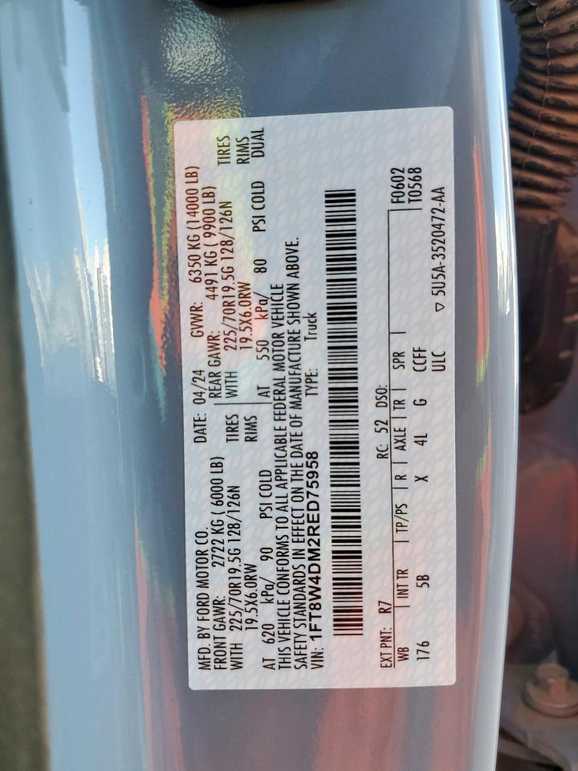 MFD. BY FORD MOTOR CO. DATE: 04/24 GVWR: 6350 KG (14000 LB)
FRONT GAWR: 2722 KG ( 6000 LB) REAR GAWR: 4491 KG ( 9900 LB)
WITH 225/70R19.5G 128/126N TIRES WITH 225/70R19.5G 128/126N TIRES
19.5X6.0RW RIMS 19.5X6.0RW RIMS
AT 620 kPa/ 90 PSI COLD AT 550 kPa/ 80 PSI COLD DUAL
THIS VEHICLE CONFORMS TO ALL APPLICABLE FEDERAL MOTOR VEHICLE
SAFETY STANDARDS IN EFFECT ON THE DATE OF MANUFACTURE SHOWN ABOVE.
VIN: 1FT8W4DM2RED75958 TYPE: Truck
EXT PNT: R7 RC: 52 DSO: F0602
WB INT TR TP/PS R AXLE TR SPR T0568
176 5B X 4L G CCFF
ULC
▽ 5U5A-3520472-AA